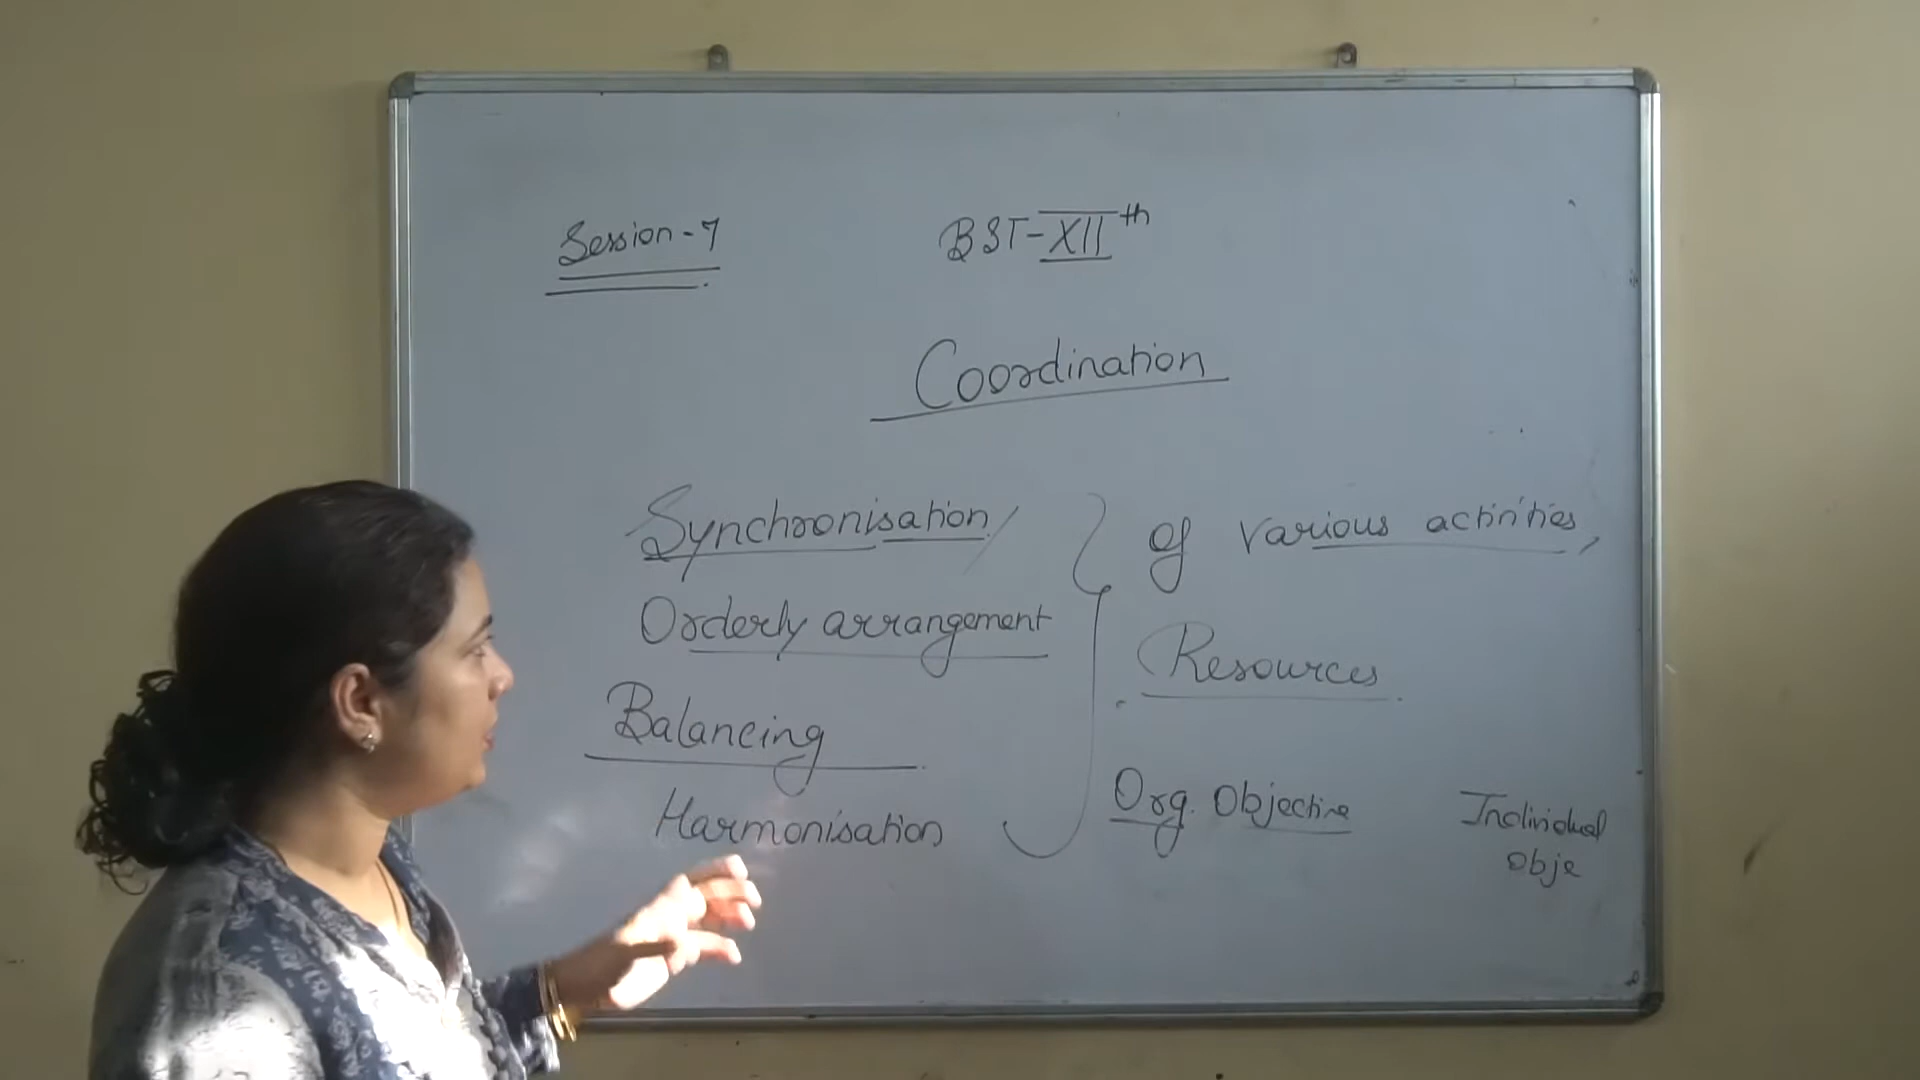 Session-7
BST-XIIth
Coordination
Synchronisation
of various activities,
Orderly arrangement
Resources
Balancing
Org. Objective
Individual
Obje
Harmonisation